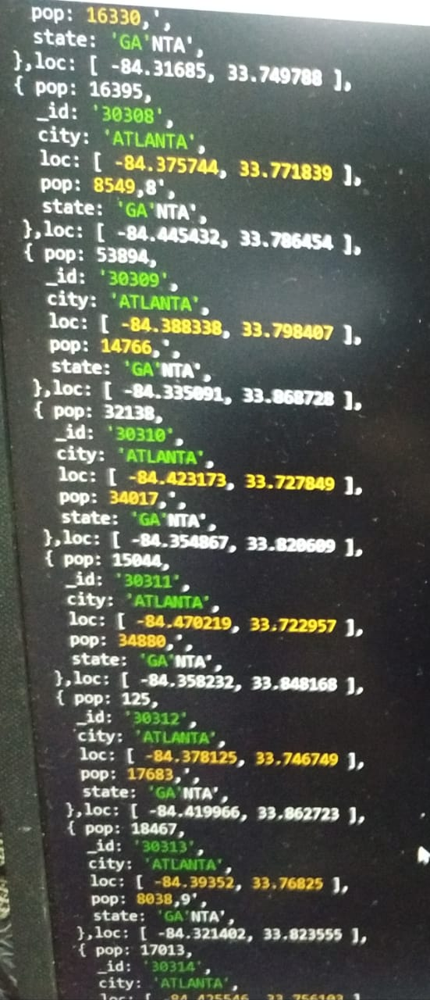 pop: 16330,',
state: 'GA'NTA',
},loc: [ -84.31685, 33.749788 ],
{ pop: 16395,
_id: '30308',
city: 'ATLANTA',
loc: [ -84.375744, 33.771839 ],
pop: 8549,8',
state: 'GA'NTA',
},loc: [ -84.445432, 33.786454 ],
{ pop: 53894,
_id: '30309',
city: 'ATLANTA',
loc: [ -84.388338, 33.798407 ],
pop: 14766,',
state: 'GA'NTA',
},loc: [ -84.335091, 33.868728 ],
{ pop: 32138,
_id: '30310',
city: 'ATLANTA',
loc: [ -84.423173, 33.727849 ],
pop: 34017,',
state: 'GA'NTA',
},loc: [ -84.354867, 33.820609 ],
{ pop: 15044,
_id: '30311',
city: 'ATLANTA',
loc: [ -84.470219, 33.722957 ],
pop: 34880,',
state: 'GA'NTA',
},loc: [ -84.358232, 33.848168 ],
{ pop: 125,
_id: '30312',
city: 'ATLANTA',
loc: [ -84.378125, 33.746749 ],
pop: 17683,',
state: 'GA'NTA',
},loc: [ -84.419966, 33.862723 ],
{ pop: 18467,
_id: '30313',
city: 'ATLANTA',
loc: [ -84.39352, 33.76825 ],
pop: 8038,9',
state: 'GA'NTA',
},loc: [ -84.321402, 33.823555 ],
{ pop: 17013,
_id: '30314',
city: 'ATLANTA',
loc: [